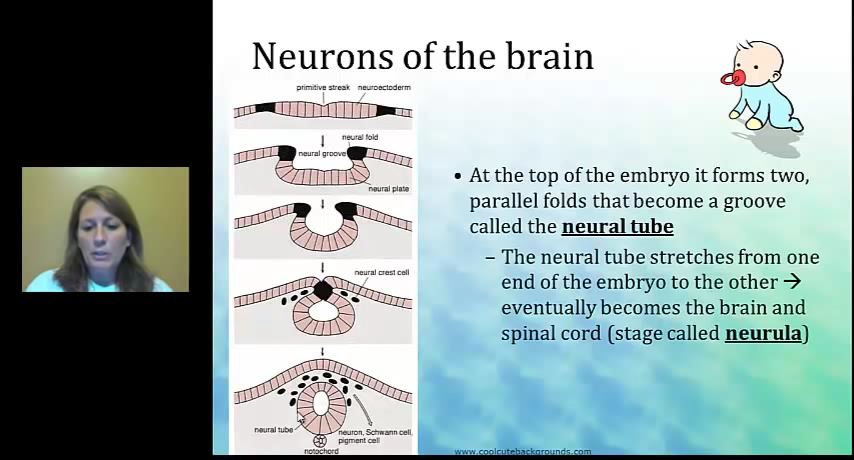 Neurons of the brain
primitive streak neuroectoderm
neural fold
neural groove
neural plate
neural crest cell
neural tube
neuron, Schwann cell,
pigment cell
notochord
• At the top of the embryo it forms two,
parallel folds that become a groove
called the neural tube
– The neural tube stretches from one
end of the embryo to the other →
eventually becomes the brain and
spinal cord (stage called neurula)
www.coolcutebackgrounds.com